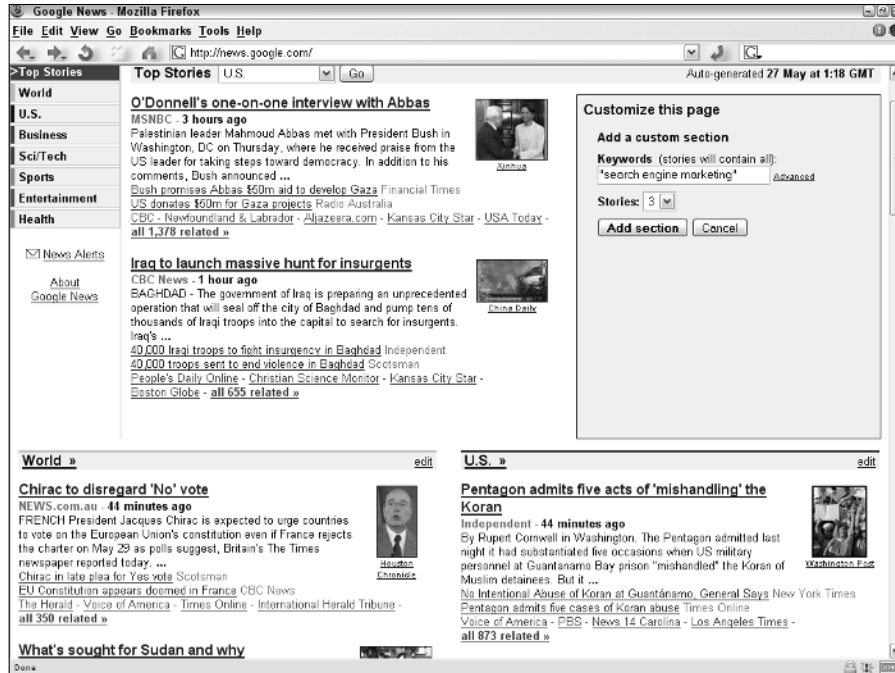 Google News - Mozilla Firefox
File Edit View Go Bookmarks Tools Help
http://news.google.com/
G
>Top Stories
World
U.S.
Business
Sci/Tech
Sports
Entertainment
Health
News Alerts
About
Google News
Top Stories U.S. Go
Auto-generated 27 May at 1:18 GMT
O'Donnell's one-on-one interview with Abbas
MSNBC - 3 hours ago
Palestinian leader Mahmoud Abbas met with President Bush in
Washington, DC on Thursday, where he received praise from the
US leader for taking steps toward democracy. In addition to his
comments, Bush announced ...
Bush promises Abbas $50m aid to develop Gaza Financial Times
US donates $50m for Gaza projects Radio Australia
CBC - Newfoundland & Labrador - Aljazeera.com - Kansas City Star - USA Today -
all 1,378 related »
Xinhua
Iraq to launch massive hunt for insurgents
CBC News - 1 hour ago
BAGHDAD - The government of Iraq is preparing an unprecedented
operation that will seal off the city of Baghdad and pump tens of
thousands of Iraqi troops into the capital to search for insurgents.
Iraq's ...
40,000 Iraqi troops to fight insurgency in Baghdad Independent
40,000 troops sent to end violence in Baghdad Scotsman
People's Daily Online - Christian Science Monitor - Kansas City Star -
Boston Globe - all 655 related »
China Daily
Customize this page
Add a custom section
Keywords (stories will contain all):
"search engine marketing" Advanced
Stories: 3
Add section Cancel
World » edit
Chirac to disregard 'No' vote
NEWS.com.au - 44 minutes ago
FRENCH President Jacques Chirac is expected to urge countries
to vote on the European Union's constitution even if France rejects
the charter on May 29 as polls suggest, Britain's The Times
newspaper reported today. ...
Chirac in late plea for Yes vote Scotsman
EU Constitution appears doomed in France CBC News
The Herald - Voice of America - Times Online - International Herald Tribune -
all 350 related »
Houston
Chronicle
What's sought for Sudan and why
U.S. » edit
Pentagon admits five acts of 'mishandling' the
Koran
Independent - 44 minutes ago
By Rupert Cornwell in Washington. The Pentagon admitted last
night it had substantiated five occasions when US military
personnel at Guantanamo Bay prison "mishandled" the Koran of
Muslim detainees. But it ...
No Intentional Abuse of Koran at Guantánamo, General Says New York Times
Pentagon admits five cases of Koran abuse Times Online
Voice of America - PBS - News 14 Carolina - Los Angeles Times -
all 873 related »
Washington Post
Done